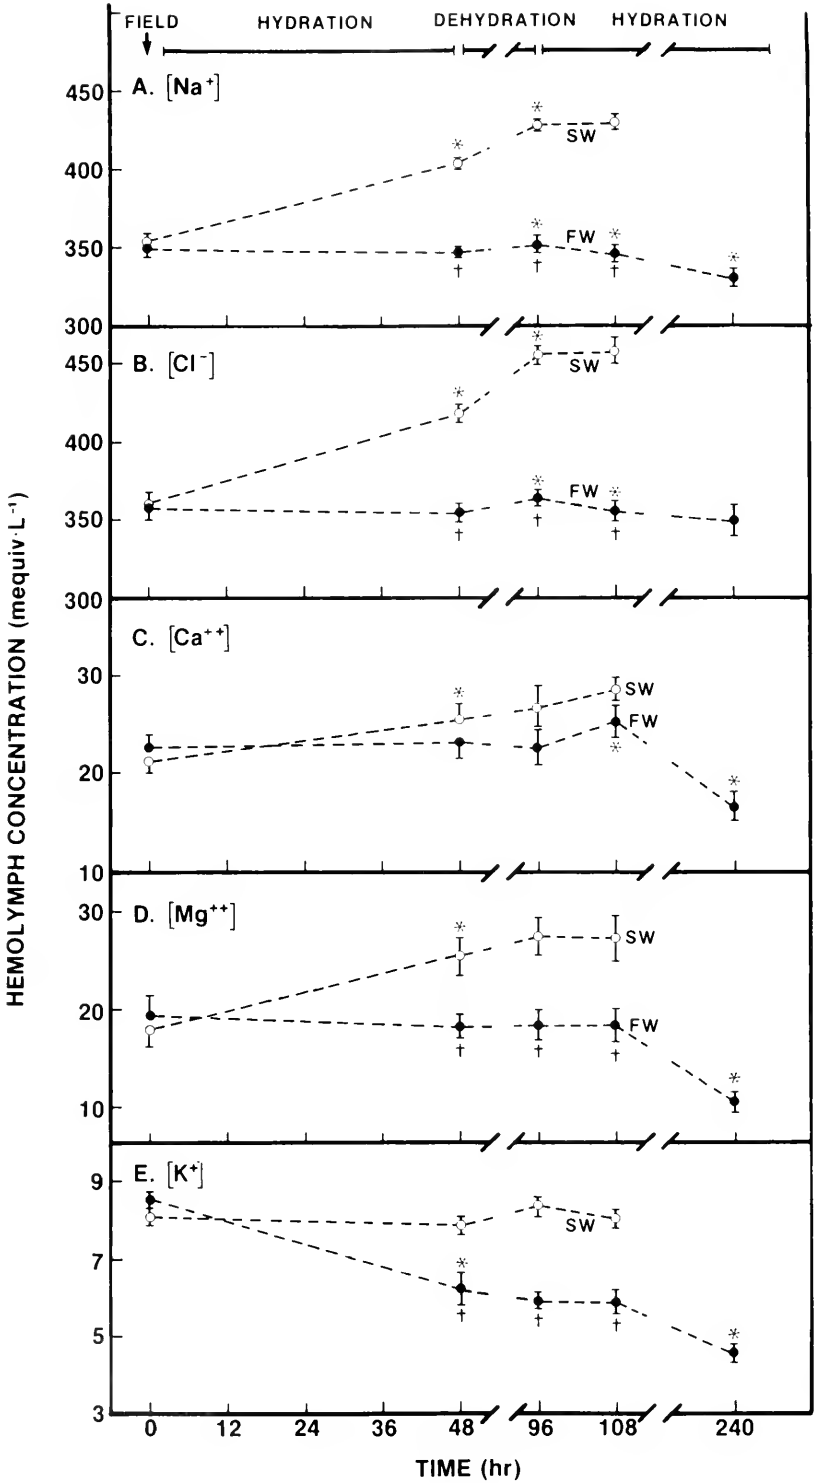 FIELD HYDRATION DEHYDRATION HYDRATION
A. [Na⁺]
450
400
350
300
* * SW
* FW * *
† † †
B. [Cl⁻]
450
400
350
300
* * SW
* FW *
† † †
C. [Ca⁺⁺]
30
20
10
* SW
FW
* *
D. [Mg⁺⁺]
30
20
10
* SW
FW
† † † *
E. [K⁺]
9
7
5
3
SW
* *
† † †
0 12 24 36 48 96 108 240
TIME (hr)
HEMOLYMPH CONCENTRATION (mequiv·L⁻¹)